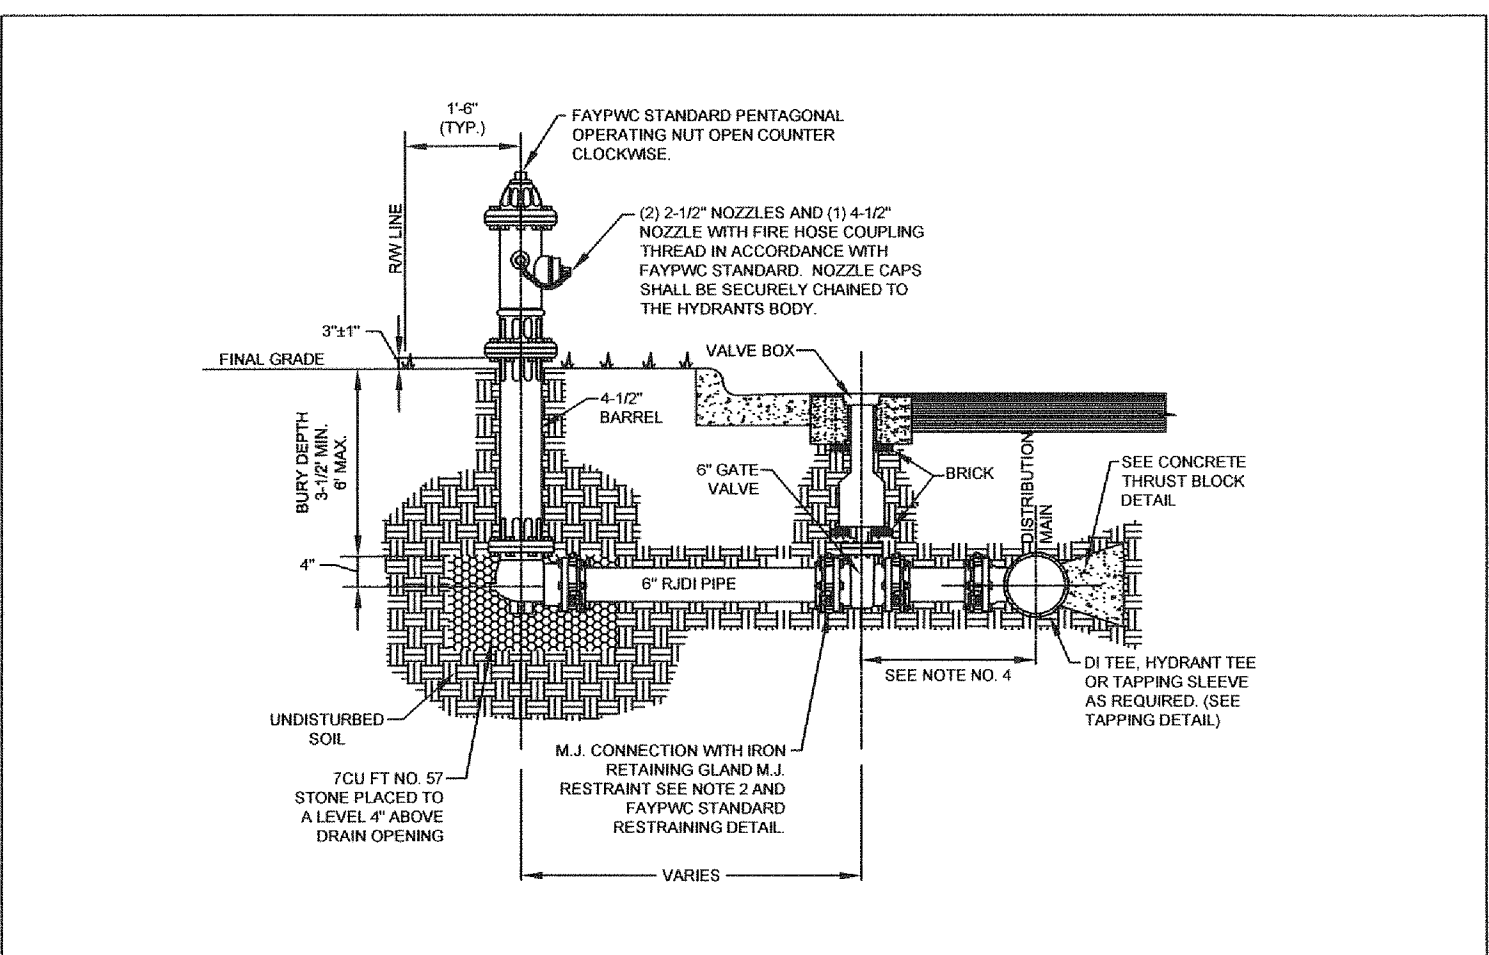 1'-6"
(TYP.)
FAYPWC STANDARD PENTAGONAL
OPERATING NUT OPEN COUNTER
CLOCKWISE.
R/W LINE
(2) 2-1/2" NOZZLES AND (1) 4-1/2"
NOZZLE WITH FIRE HOSE COUPLING
THREAD IN ACCORDANCE WITH
FAYPWC STANDARD. NOZZLE CAPS
SHALL BE SECURELY CHAINED TO
THE HYDRANTS BODY.
3"±1"
FINAL GRADE
VALVE BOX
4-1/2"
BARREL
BURY DEPTH
3-1/2' MIN.
6' MAX.
6" GATE
VALVE
BRICK
DISTRIBUTION
MAIN
SEE CONCRETE
THRUST BLOCK
DETAIL
4"
6" RJDI PIPE
SEE NOTE NO. 4
DI TEE, HYDRANT TEE
OR TAPPING SLEEVE
AS REQUIRED. (SEE
TAPPING DETAIL)
UNDISTURBED
SOIL
7CU FT NO. 57
STONE PLACED TO
A LEVEL 4" ABOVE
DRAIN OPENING
M.J. CONNECTION WITH IRON
RETAINING GLAND M.J.
RESTRAINT SEE NOTE 2 AND
FAYPWC STANDARD
RESTRAINING DETAIL.
VARIES